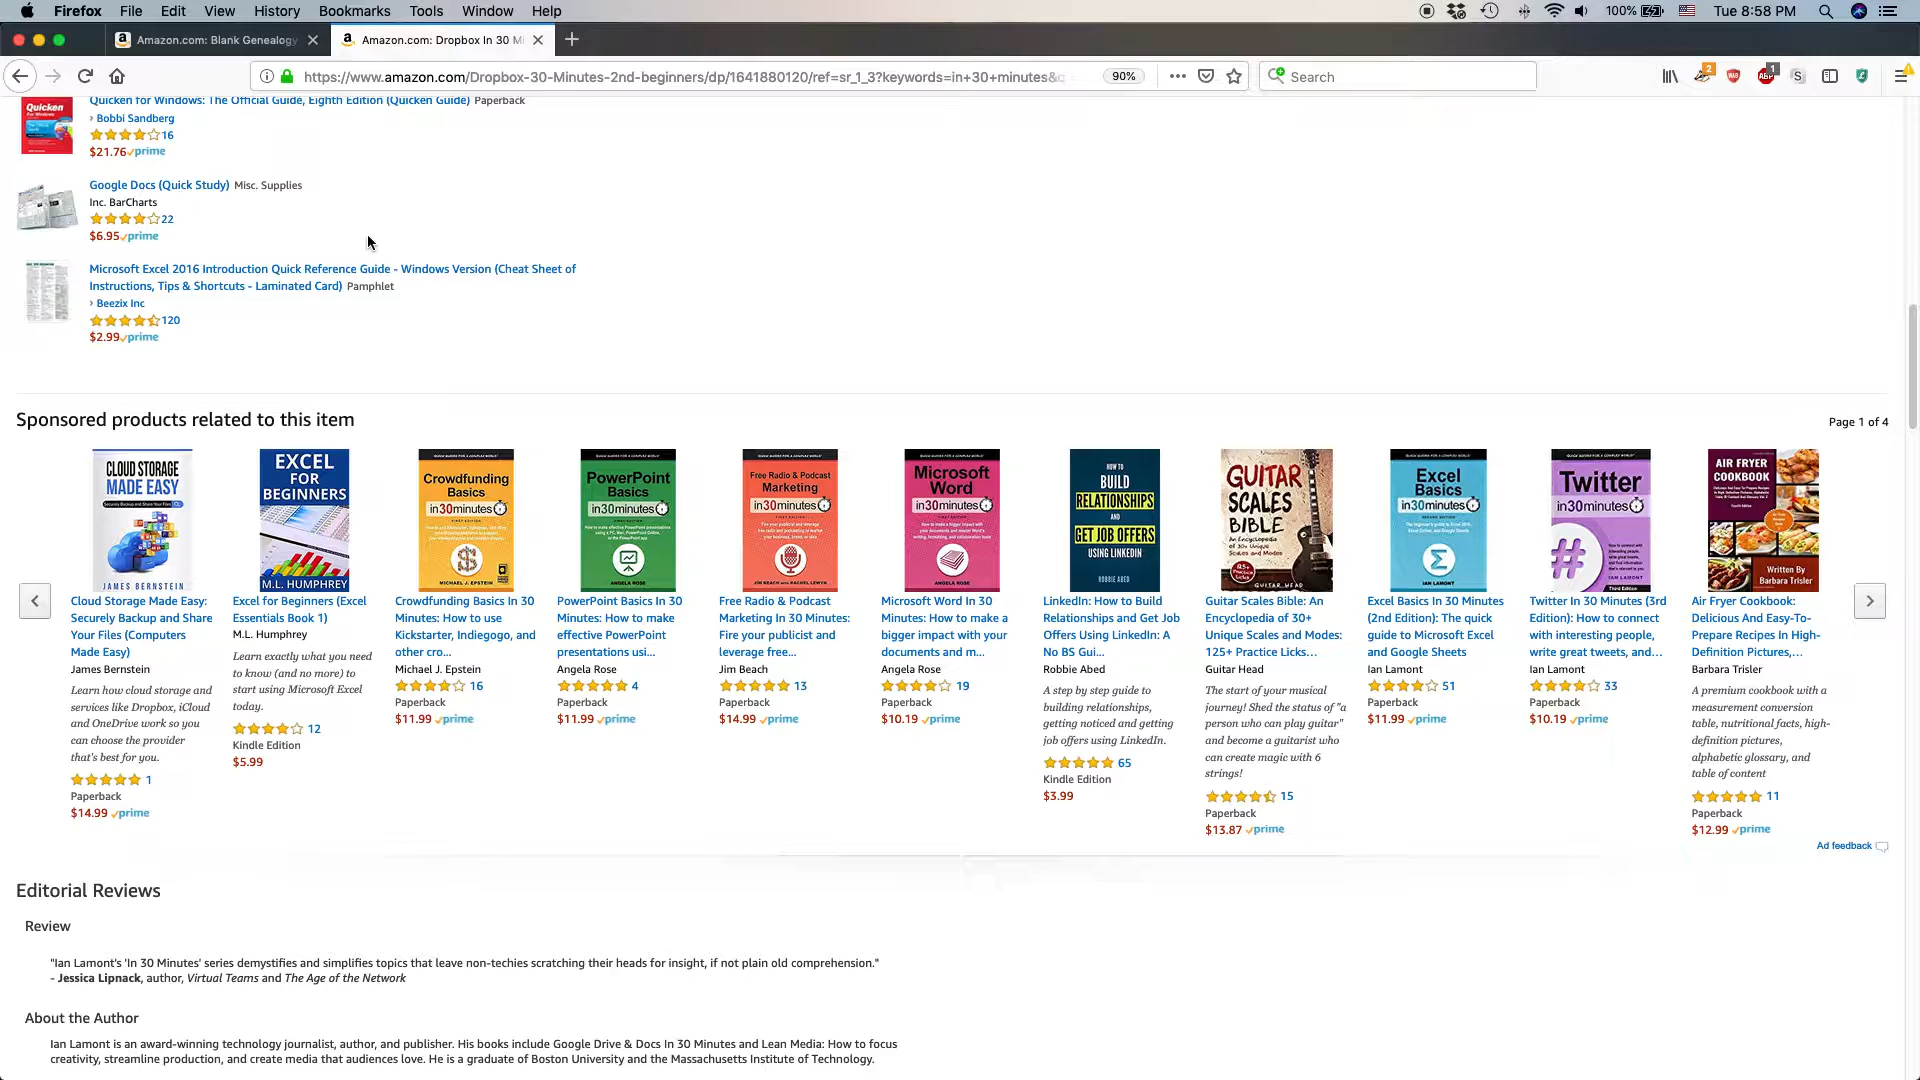 Firefox File Edit View History Bookmarks Tools Window Help 100% Tue 8:58 PM
Amazon.com: Blank Genealogy Amazon.com: Dropbox In 30 Mi
https://www.amazon.com/Dropbox-30-Minutes-2nd-beginners/dp/1641880120/ref=sr_1_3?keywords=in+30+minutes&q 90% Search 2 1
Quicken for Windows: The Official Guide, Eighth Edition (Quicken Guide) Paperback
› Bobbi Sandberg
16
$21.76 prime
Google Docs (Quick Study) Misc. Supplies
Inc. BarCharts
22
$6.95 prime
Microsoft Excel 2016 Introduction Quick Reference Guide - Windows Version (Cheat Sheet of
Instructions, Tips & Shortcuts - Laminated Card) Pamphlet
› Beezix Inc
120
$2.99 prime
Sponsored products related to this item
Page 1 of 4
CLOUD STORAGE
MADE EASY
Securely Backup and Share Your Files
JAMES BERNSTEIN
Cloud Storage Made Easy:
Securely Backup and Share
Your Files (Computers
Made Easy)
James Bernstein
Learn how cloud storage and
services like Dropbox, iCloud
and OneDrive work so you
can choose the provider
that's best for you.
1
Paperback
$14.99 prime
EXCEL
FOR
BEGINNERS
M.L. HUMPHREY
Excel for Beginners (Excel
Essentials Book 1)
M.L. Humphrey
Learn exactly what you need
to know (and no more) to
start using Microsoft Excel
today.
12
Kindle Edition
$5.99
Crowdfunding
Basics
in30minutes
MICHAEL J. EPSTEIN
Crowdfunding Basics In 30
Minutes: How to use
Kickstarter, Indiegogo, and
other cro...
Michael J. Epstein
16
Paperback
$11.99 prime
PowerPoint
Basics
in30minutes
ANGELA ROSE
PowerPoint Basics In 30
Minutes: How to make
effective PowerPoint
presentations usi...
Angela Rose
4
Paperback
$11.99 prime
Free Radio & Podcast
Marketing
in30minutes
JIM BEACH WITH RACHEL LEWYN
Free Radio & Podcast
Marketing In 30 Minutes:
Fire your publicist and
leverage free...
Jim Beach
13
Paperback
$14.99 prime
Microsoft
Word
in30minutes
ANGELA ROSE
Microsoft Word In 30
Minutes: How to make a
bigger impact with your
documents and m...
Angela Rose
19
Paperback
$10.19 prime
HOW TO
BUILD
RELATIONSHIPS
AND
GET JOB OFFERS
USING LINKEDIN
ROBBIE ABED
LinkedIn: How to Build
Relationships and Get Job
Offers Using LinkedIn: A
No BS Gui...
Robbie Abed
A step by step guide to
building relationships,
getting noticed and getting
job offers using LinkedIn.
65
Kindle Edition
$3.99
GUITAR
SCALES
BIBLE
GUITAR HEAD
Guitar Scales Bible: An
Encyclopedia of 30+
Unique Scales and Modes:
125+ Practice Licks...
Guitar Head
The start of your musical
journey! Shed the status of "a
person who can play guitar"
and become a guitarist who
can create magic with 6
strings!
15
Paperback
$13.87 prime
Excel
Basics
in30minutes
IAN LAMONT
Excel Basics In 30 Minutes
(2nd Edition): The quick
guide to Microsoft Excel
and Google Sheets
Ian Lamont
51
Paperback
$11.99 prime
Twitter
in30minutes
Third Edition
IAN LAMONT
Twitter In 30 Minutes (3rd
Edition): How to connect
with interesting people,
write great tweets, and...
Ian Lamont
33
Paperback
$10.19 prime
AIR FRYER
COOKBOOK
Written By
Barbara Trisler
Air Fryer Cookbook:
Delicious And Easy-To-
Prepare Recipes In High-
Definition Pictures,...
Barbara Trisler
A premium cookbook with a
measurement conversion
table, nutritional facts, high-
definition pictures,
alphabetic glossary, and
table of content
11
Paperback
$12.99 prime
Ad feedback
Editorial Reviews
Review
"Ian Lamont's 'In 30 Minutes' series demystifies and simplifies topics that leave non-techies scratching their heads for insight, if not plain old comprehension."
- Jessica Lipnack, author, Virtual Teams and The Age of the Network
About the Author
Ian Lamont is an award-winning technology journalist, author, and publisher. His books include Google Drive & Docs In 30 Minutes and Lean Media: How to focus
creativity, streamline production, and create media that audiences love. He is a graduate of Boston University and the Massachusetts Institute of Technology.